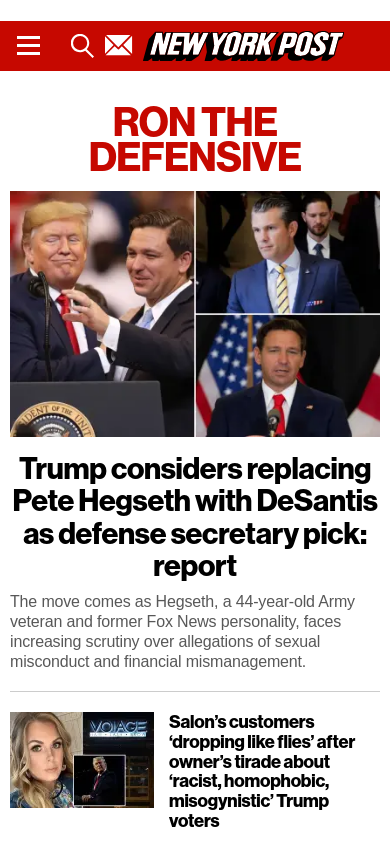 NEW YORK POST
RON THE
DEFENSIVE
Trump considers replacing
Pete Hegseth with DeSantis
as defense secretary pick:
report
The move comes as Hegseth, a 44-year-old Army
veteran and former Fox News personality, faces
increasing scrutiny over allegations of sexual
misconduct and financial mismanagement.
VOIAGE
Salon’s customers
‘dropping like flies’ after
owner’s tirade about
‘racist, homophobic,
misogynistic’ Trump
voters